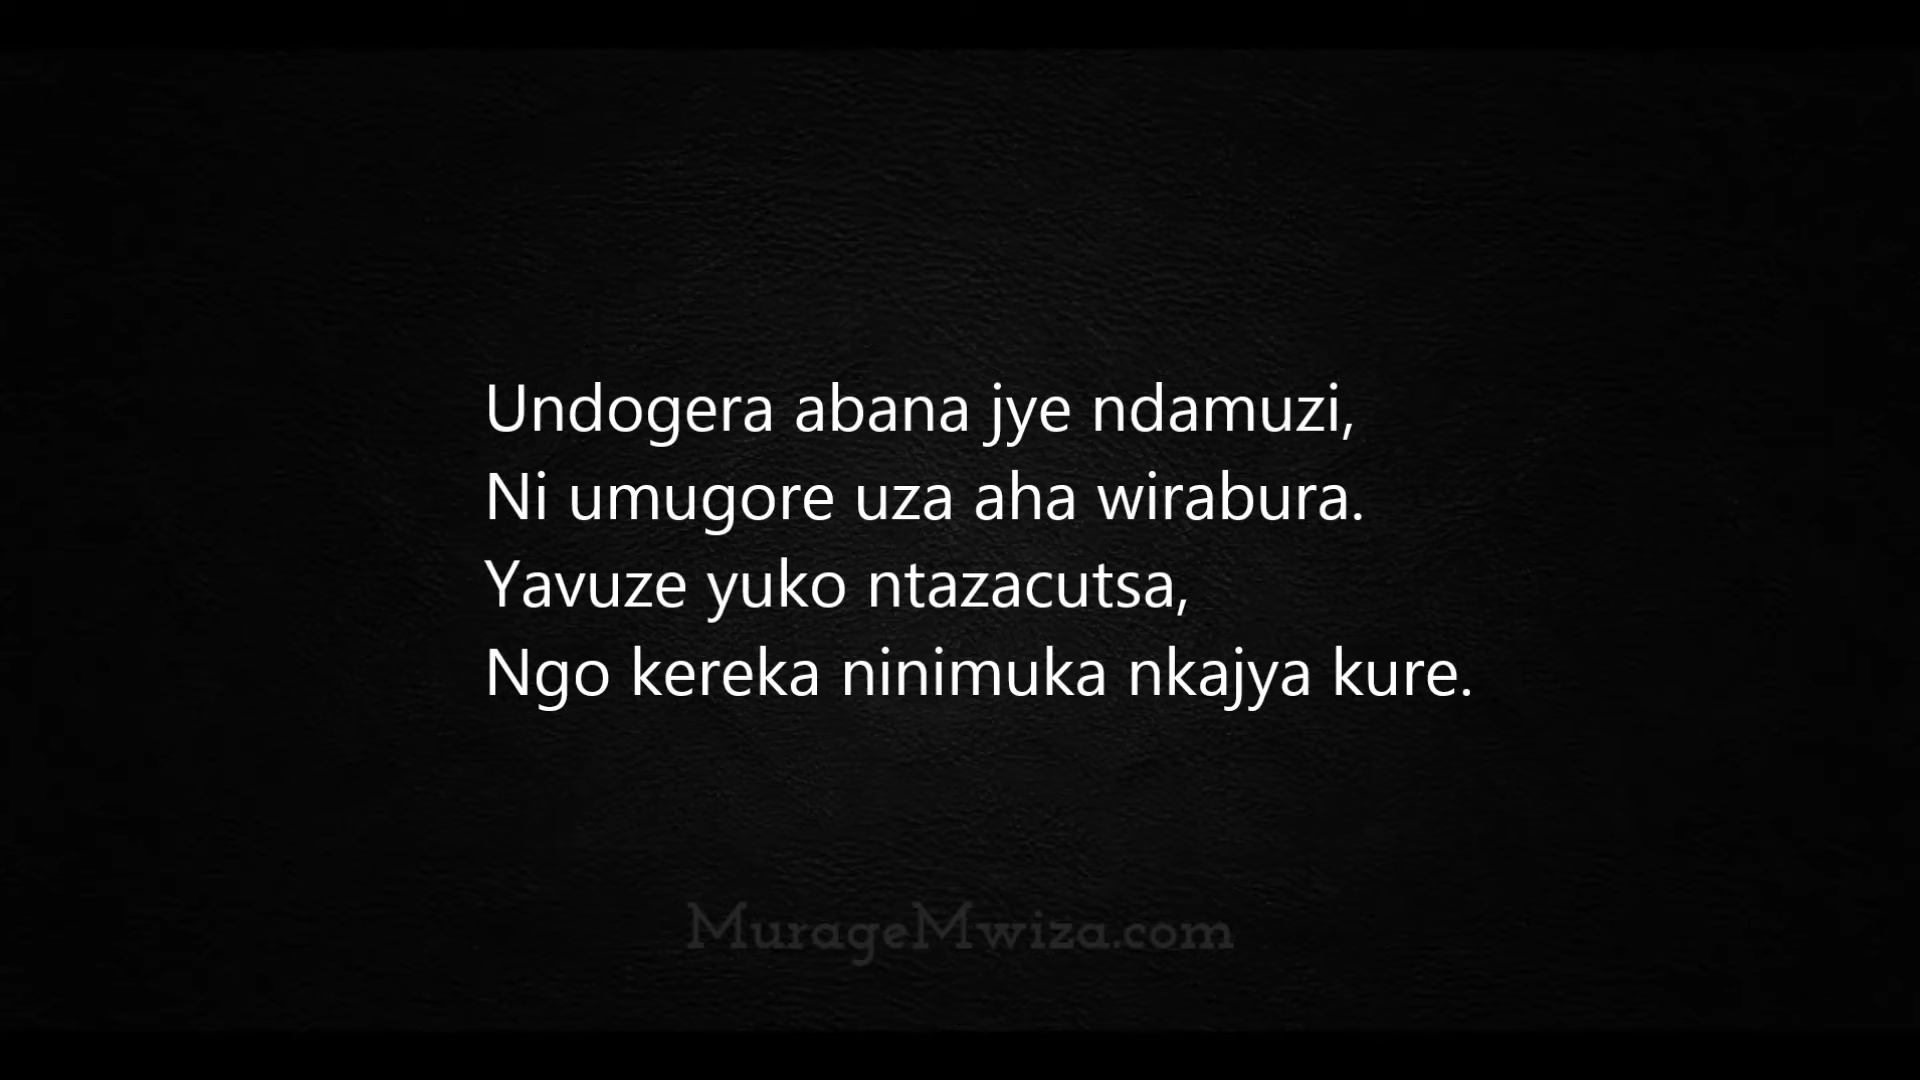 Undogera abana jye ndamuzi,
Ni umugore uza aha wirabura.
Yavuze yuko ntazacutsa,
Ngo kereka ninimuka nkajya kure.
MurageMwiza.com